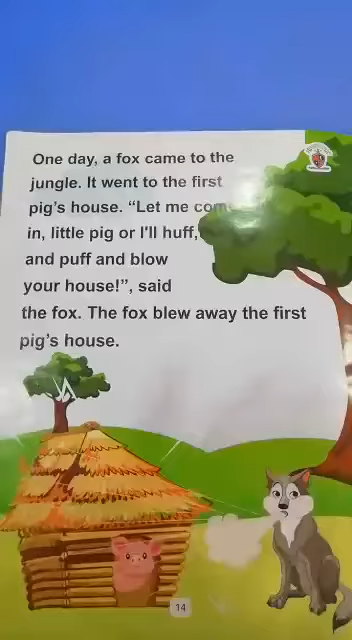 One day, a fox came to the
jungle. It went to the first
pig's house. "Let me come
in, little pig or I'll huff,
and puff and blow
your house!”, said
the fox. The fox blew away the first
pig's house.
14